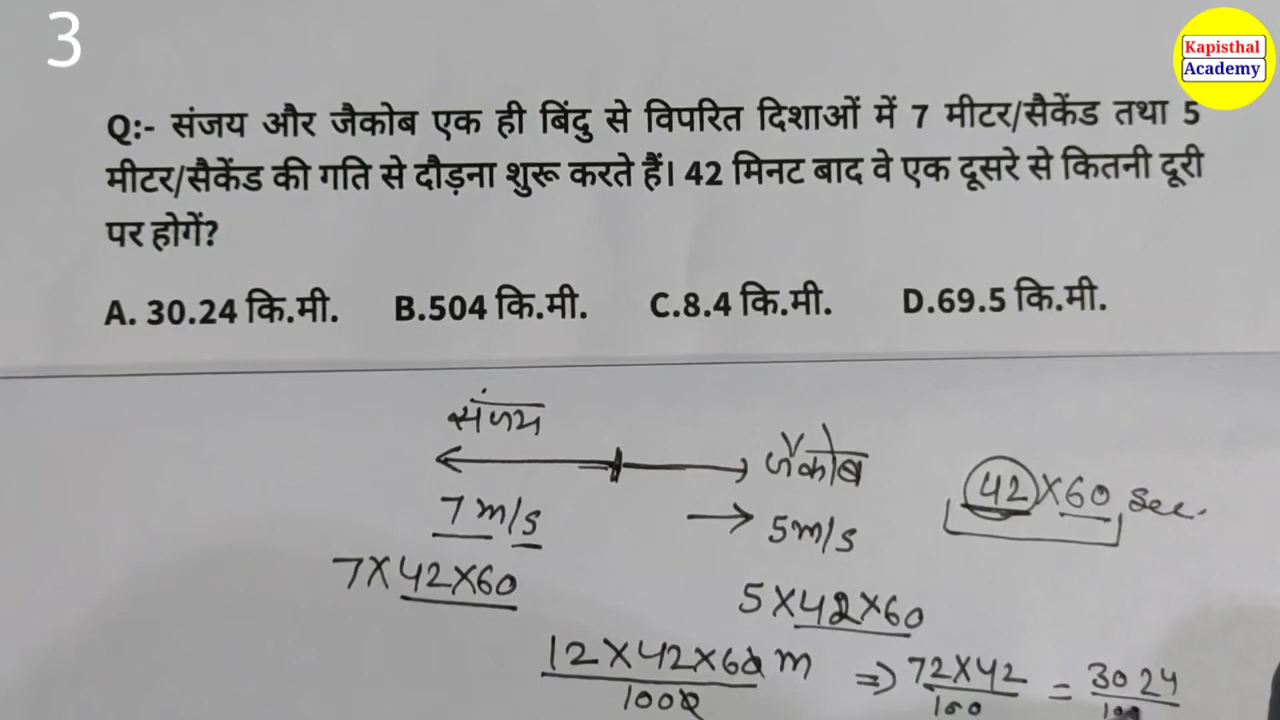 3
Kapisthal
Academy
Q:- संजय और जैकोब एक ही बिंदु से विपरित दिशाओं में 7 मीटर/सैकेंड तथा 5
मीटर/सैकेंड की गति से दौड़ना शुरू करते हैं। 42 मिनट बाद वे एक दूसरे से कितनी दूरी
पर होगें?
A. 30.24 कि.मी. B.504 कि.मी. C.8.4 कि.मी. D.69.5 कि.मी.
संजय
जैकोब
42×60 sec.
7 m/s
→ 5m/s
7×42×60
5×42×60
12×42×60 m ⇒ 72×42 = 3024
1000 100 100